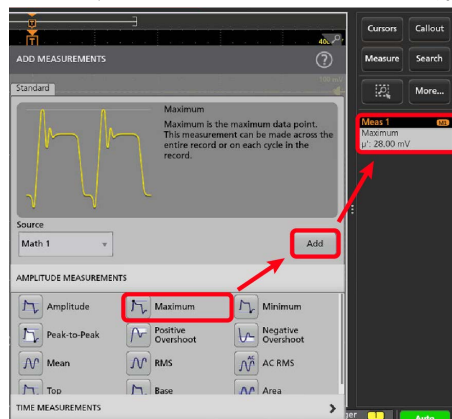 T
T
ADD MEASUREMENTS
?
Standard
Maximum
Maximum is the maximum data point.
This measurement can be made across the
entire record or on each cycle in the
record.
Source
Math 1
Add
AMPLITUDE MEASUREMENTS
Amplitude
Maximum
Minimum
Peak-to-Peak
Positive
Overshoot
Negative
Overshoot
Mean
RMS
AC RMS
Top
Base
Area
TIME MEASUREMENTS
Cursors
Callout
Measure
Search
More...
Meas 1
M1
Maximum
µ': 28.00 mV
Auto